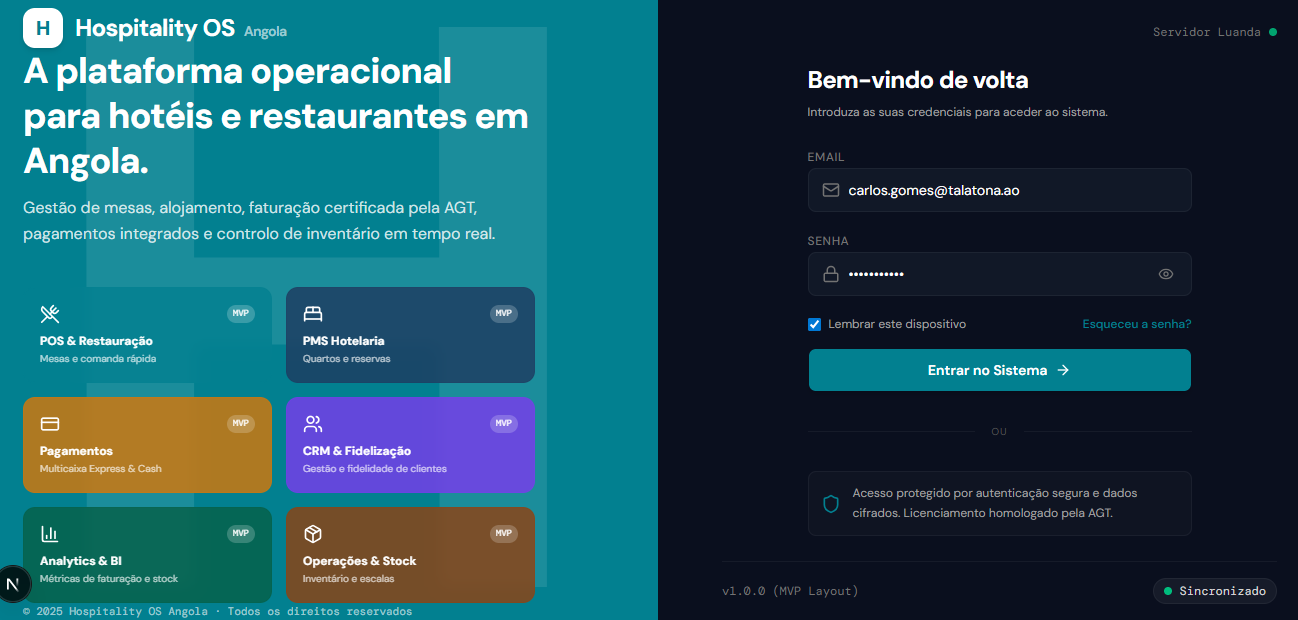 H Hospitality OS Angola
A plataforma operacional
para hotéis e restaurantes em
Angola.
Gestão de mesas, alojamento, faturação certificada pela AGT,
pagamentos integrados e controlo de inventário em tempo real.
MVP
POS & Restauração
Mesas e comanda rápida
MVP
PMS Hotelaria
Quartos e reservas
MVP
Pagamentos
Multicaixa Express & Cash
MVP
CRM & Fidelização
Gestão e fidelidade de clientes
MVP
Analytics & BI
Métricas de faturação e stock
MVP
Operações & Stock
Inventário e escalas
N
© 2025 Hospitality OS Angola · Todos os direitos reservados
Servidor Luanda
Bem-vindo de volta
Introduza as suas credenciais para aceder ao sistema.
EMAIL
carlos.gomes@talatona.ao
SENHA
•••••••••••
Lembrar este dispositivo
Esqueceu a senha?
Entrar no Sistema →
OU
Acesso protegido por autenticação segura e dados
cifrados. Licenciamento homologado pela AGT.
v1.0.0 (MVP Layout)
Sincronizado